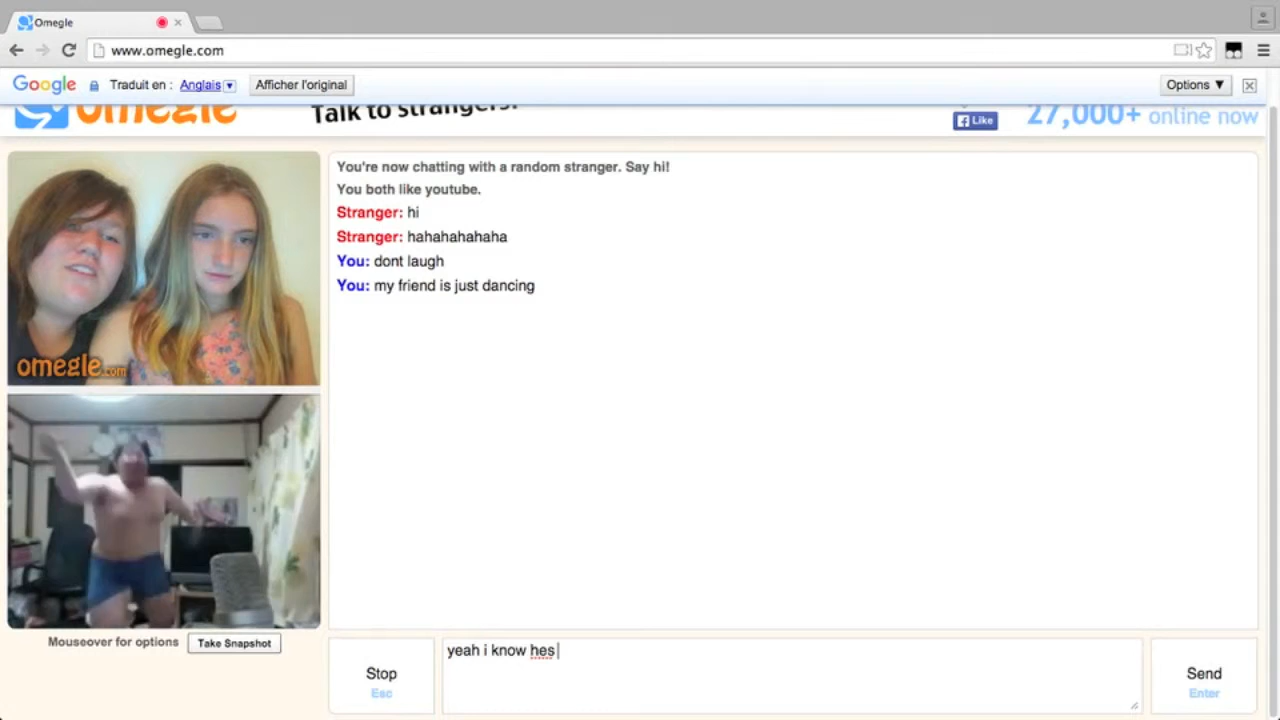 Omegle
www.omegle.com
Google Traduit en : Anglais Afficher l'original Options
omegle Talk to strangers! Like 27,000+ online now
You're now chatting with a random stranger. Say hi!
You both like youtube.
Stranger: hi
Stranger: hahahahahaha
You: dont laugh
You: my friend is just dancing
omegle.com
Mouseover for options Take Snapshot
yeah i know hes
Stop
Esc
Send
Enter